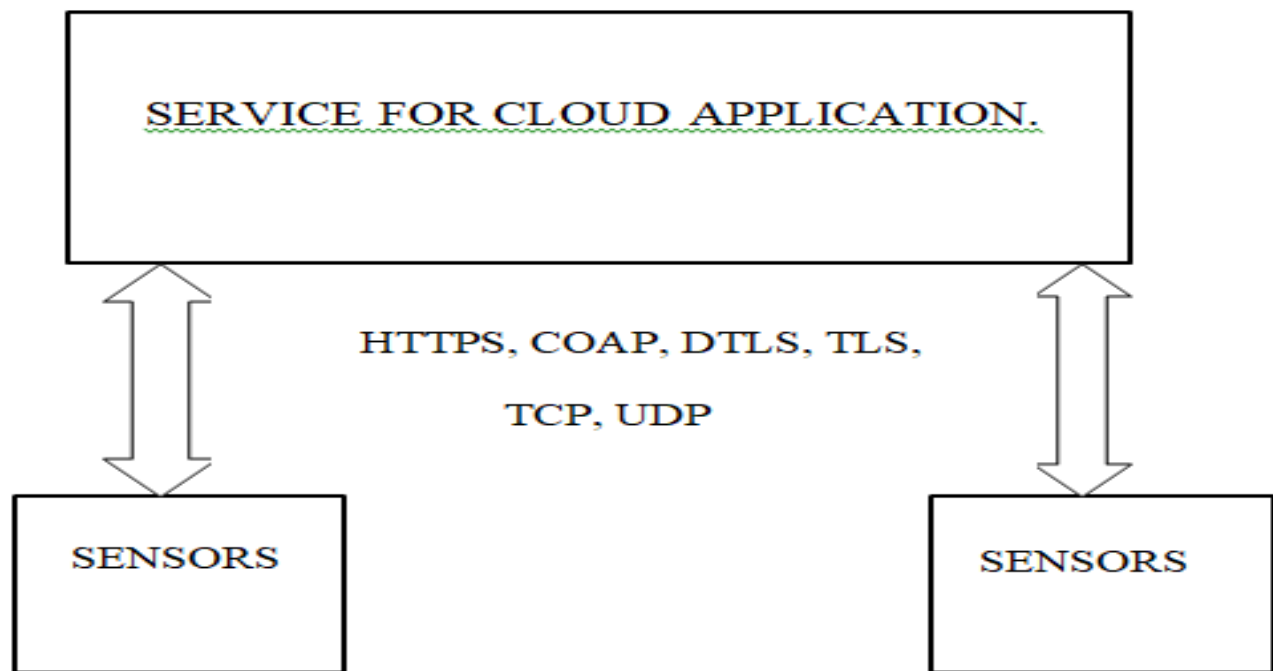 SERVICE FOR CLOUD APPLICATION.
HTTPS, COAP, DTLS, TLS,
TCP, UDP
SENSORS
SENSORS